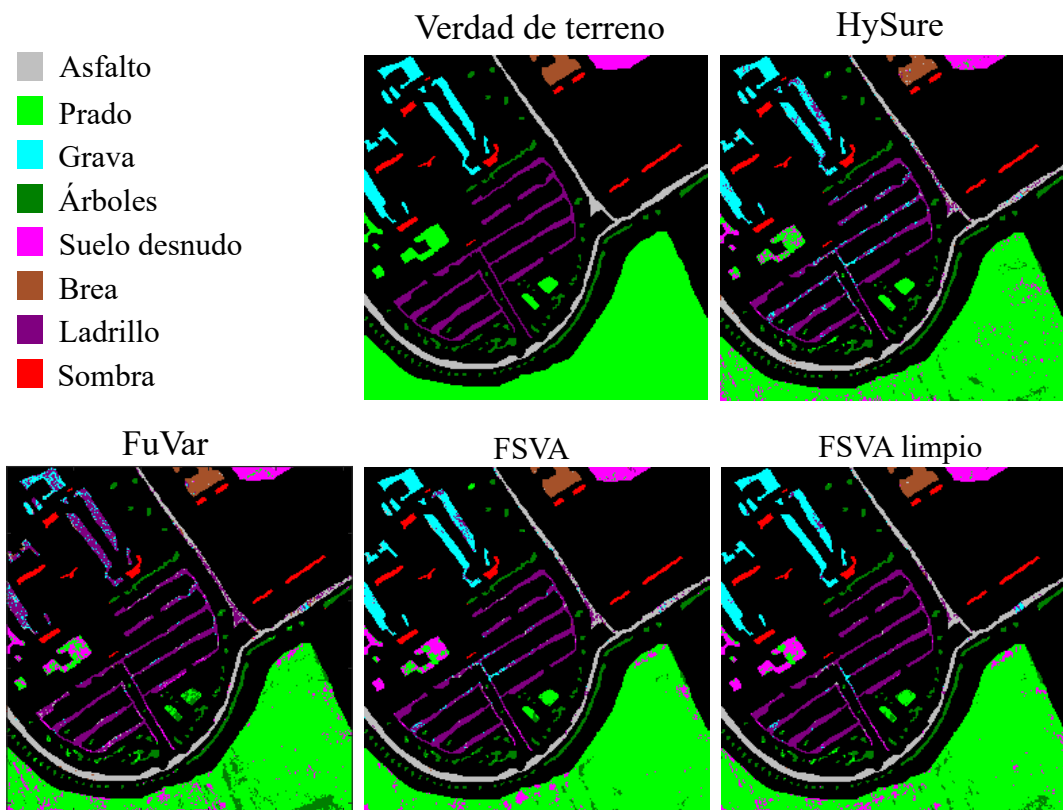 Verdad de terreno
HySure
Asfalto
Prado
Grava
Árboles
Suelo desnudo
Brea
Ladrillo
Sombra
FuVar
FSVA
FSVA limpio